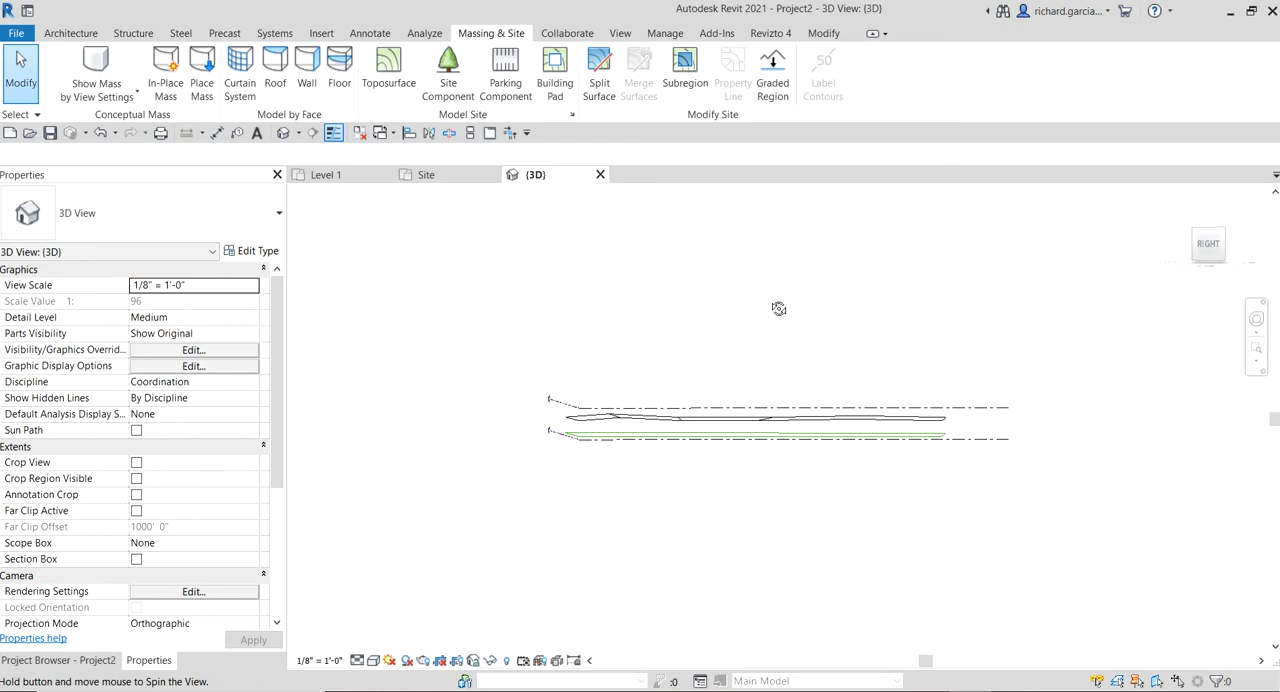 Autodesk Revit 2021 - Project2 - 3D View: {3D}
richard.garcia...
File Architecture Structure Steel Precast Systems Insert Annotate Analyze Massing & Site Collaborate View Manage Add-Ins Revizto 4 Modify
Modify
Show Mass
by View Settings
In-Place
Mass
Place
Mass
Curtain
System
Roof
Wall
Floor
Toposurface
Site
Component
Parking
Component
Building
Pad
Split
Surface
Merge
Surfaces
Subregion
Property
Line
Graded
Region
Label
Contours
Select
Conceptual Mass
Model by Face
Model Site
Modify Site
Properties
Level 1
Site
{3D}
3D View
3D View: {3D}
Edit Type
Graphics
View Scale 1/8" = 1'-0"
Scale Value 1: 96
Detail Level Medium
Parts Visibility Show Original
Visibility/Graphics Overrid... Edit...
Graphic Display Options Edit...
Discipline Coordination
Show Hidden Lines By Discipline
Default Analysis Display S... None
Sun Path
Extents
Crop View
Crop Region Visible
Annotation Crop
Far Clip Active
Far Clip Offset 1000' 0"
Scope Box None
Section Box
Camera
Rendering Settings Edit...
Locked Orientation
Projection Mode Orthographic
Properties help
Apply
RIGHT
Project Browser - Project2
Properties
1/8" = 1'-0"
Hold button and move mouse to Spin the View.
:0
Main Model
:0